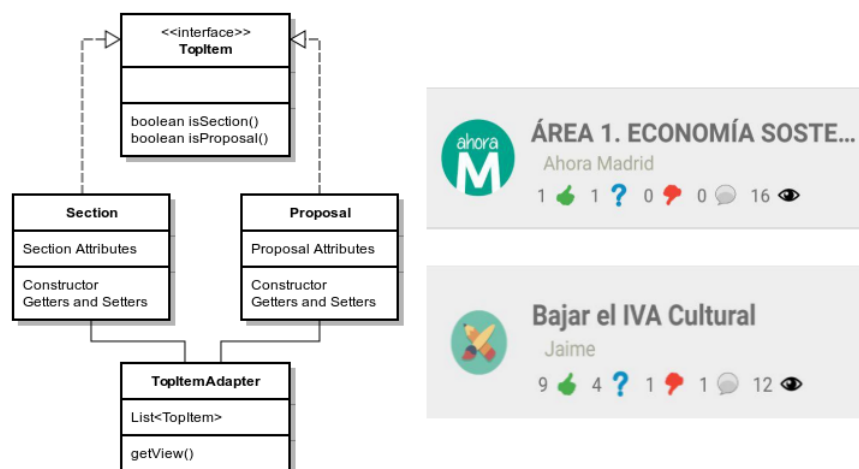 <<interface>>
TopItem
boolean isSection()
boolean isProposal()
Section
Section Attributes
Constructor
Getters and Setters
Proposal
Proposal Attributes
Constructor
Getters and Setters
TopItemAdapter
List<TopItem>
getView()
ahora
M
ÁREA 1. ECONOMÍA SOSTE...
Ahora Madrid
1 1 ? 0 0 16
Bajar el IVA Cultural
Jaime
9 4 ? 1 1 12